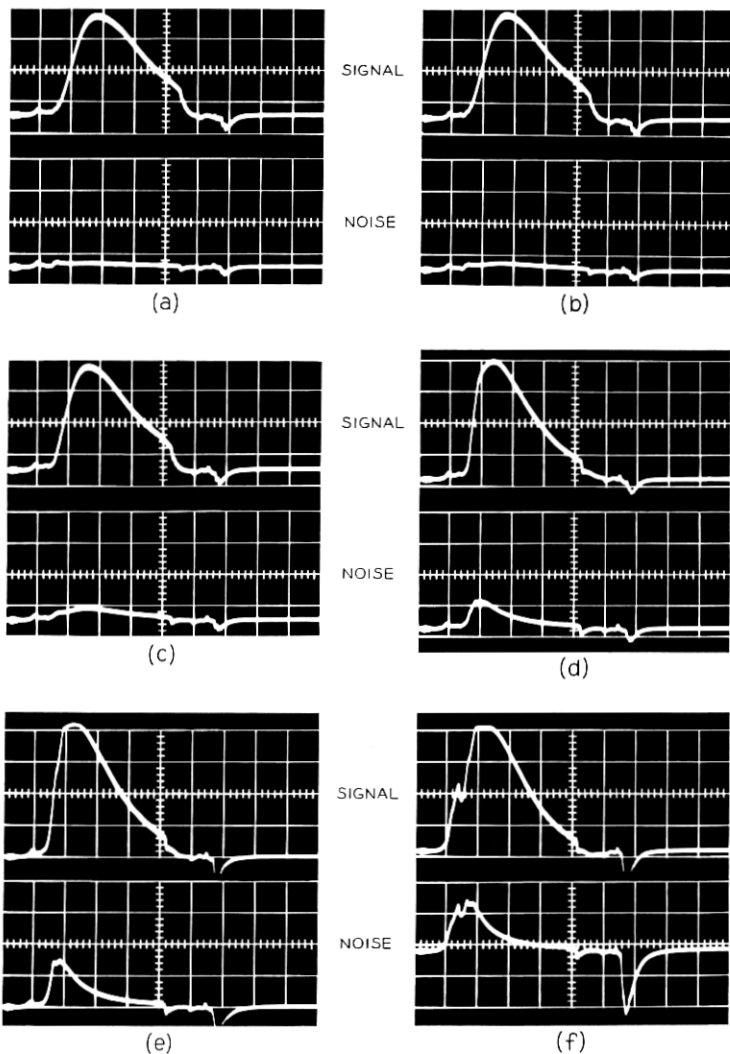 SIGNAL
NOISE
(a)
(b)
SIGNAL
NOISE
(c)
(d)
SIGNAL
NOISE
(e)
(f)